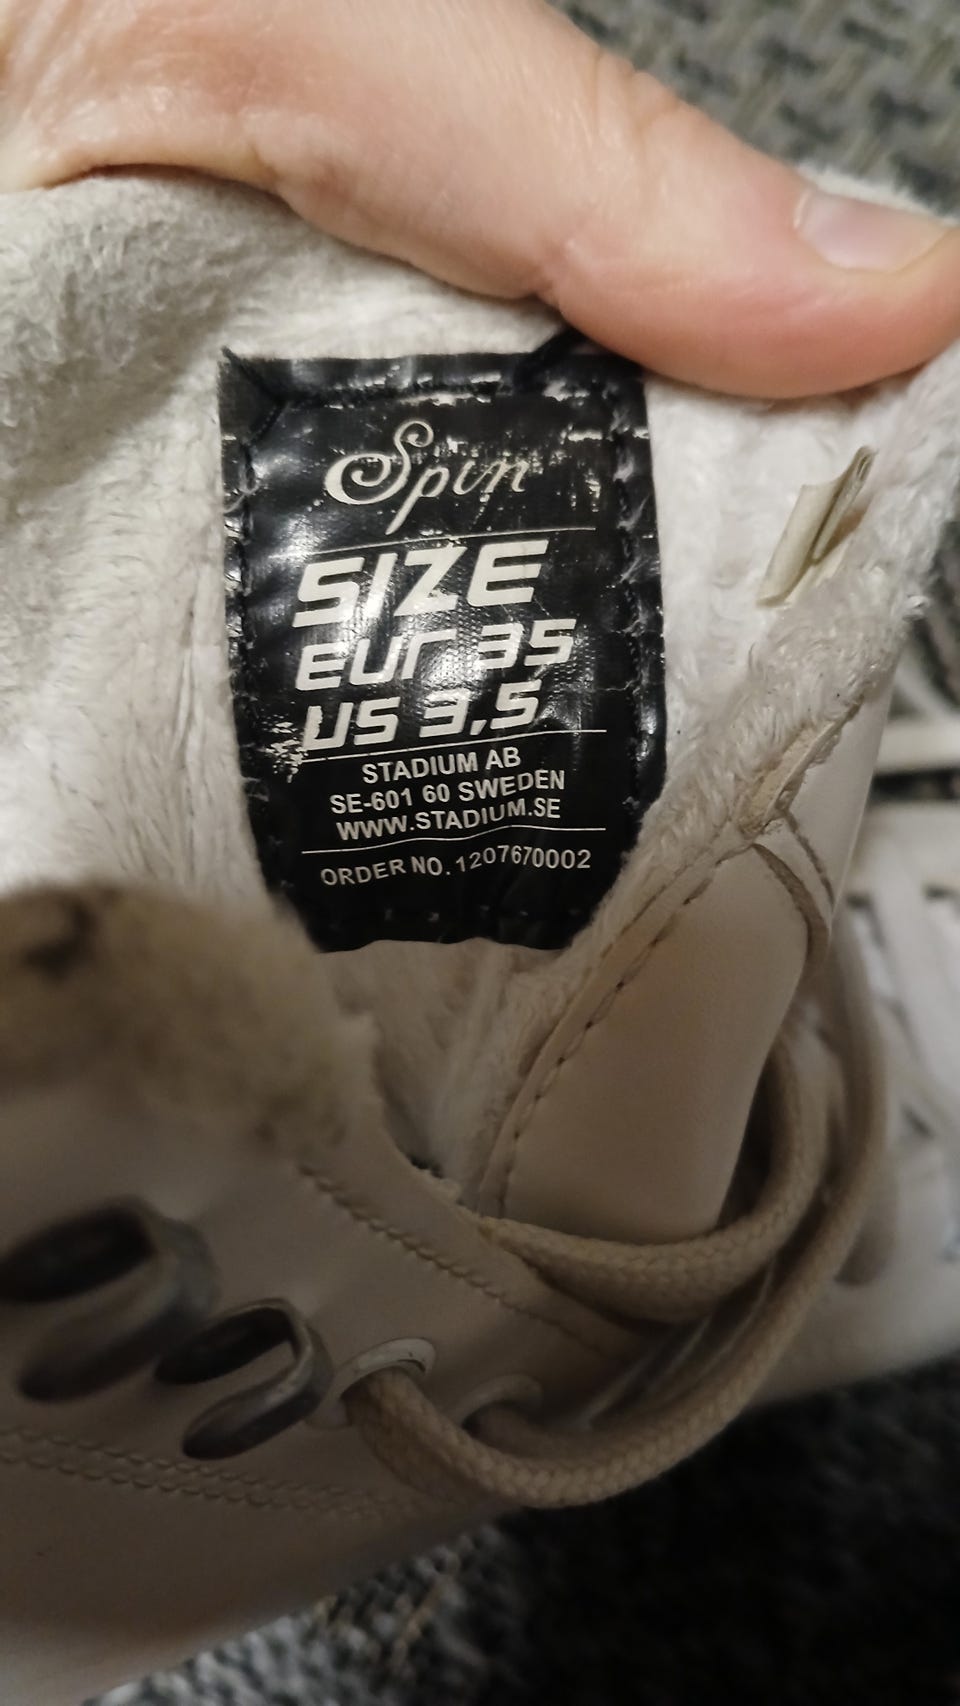 Spin
SIZE
EUR 35
US 3,5
STADIUM AB
SE-601 60 SWEDEN
WWW.STADIUM.SE
ORDER NO. 1207670002